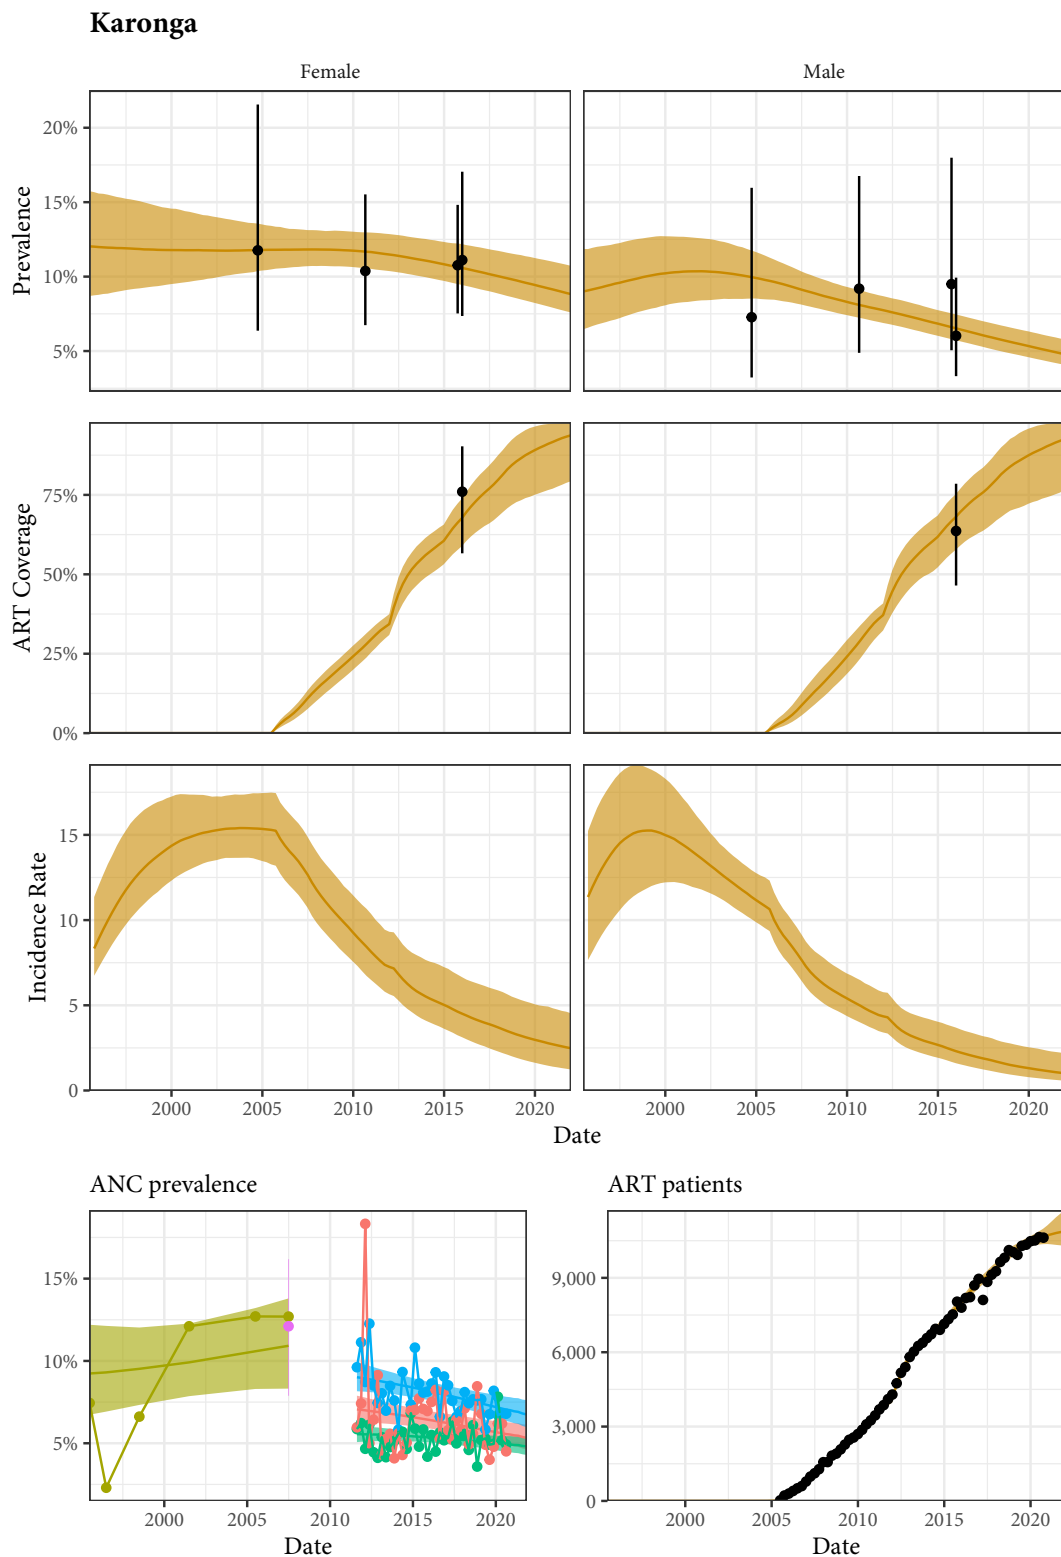 Karonga
Female
Male
Prevalence
20%
15%
10%
5%
ART Coverage
75%
50%
25%
0%
Incidence Rate
15
10
5
0
2000 2005 2010 2015 2020
2000 2005 2010 2015 2020
Date
ANC prevalence
15%
10%
5%
2000 2005 2010 2015 2020
Date
ART patients
9,000
6,000
3,000
0
2000 2005 2010 2015 2020
Date